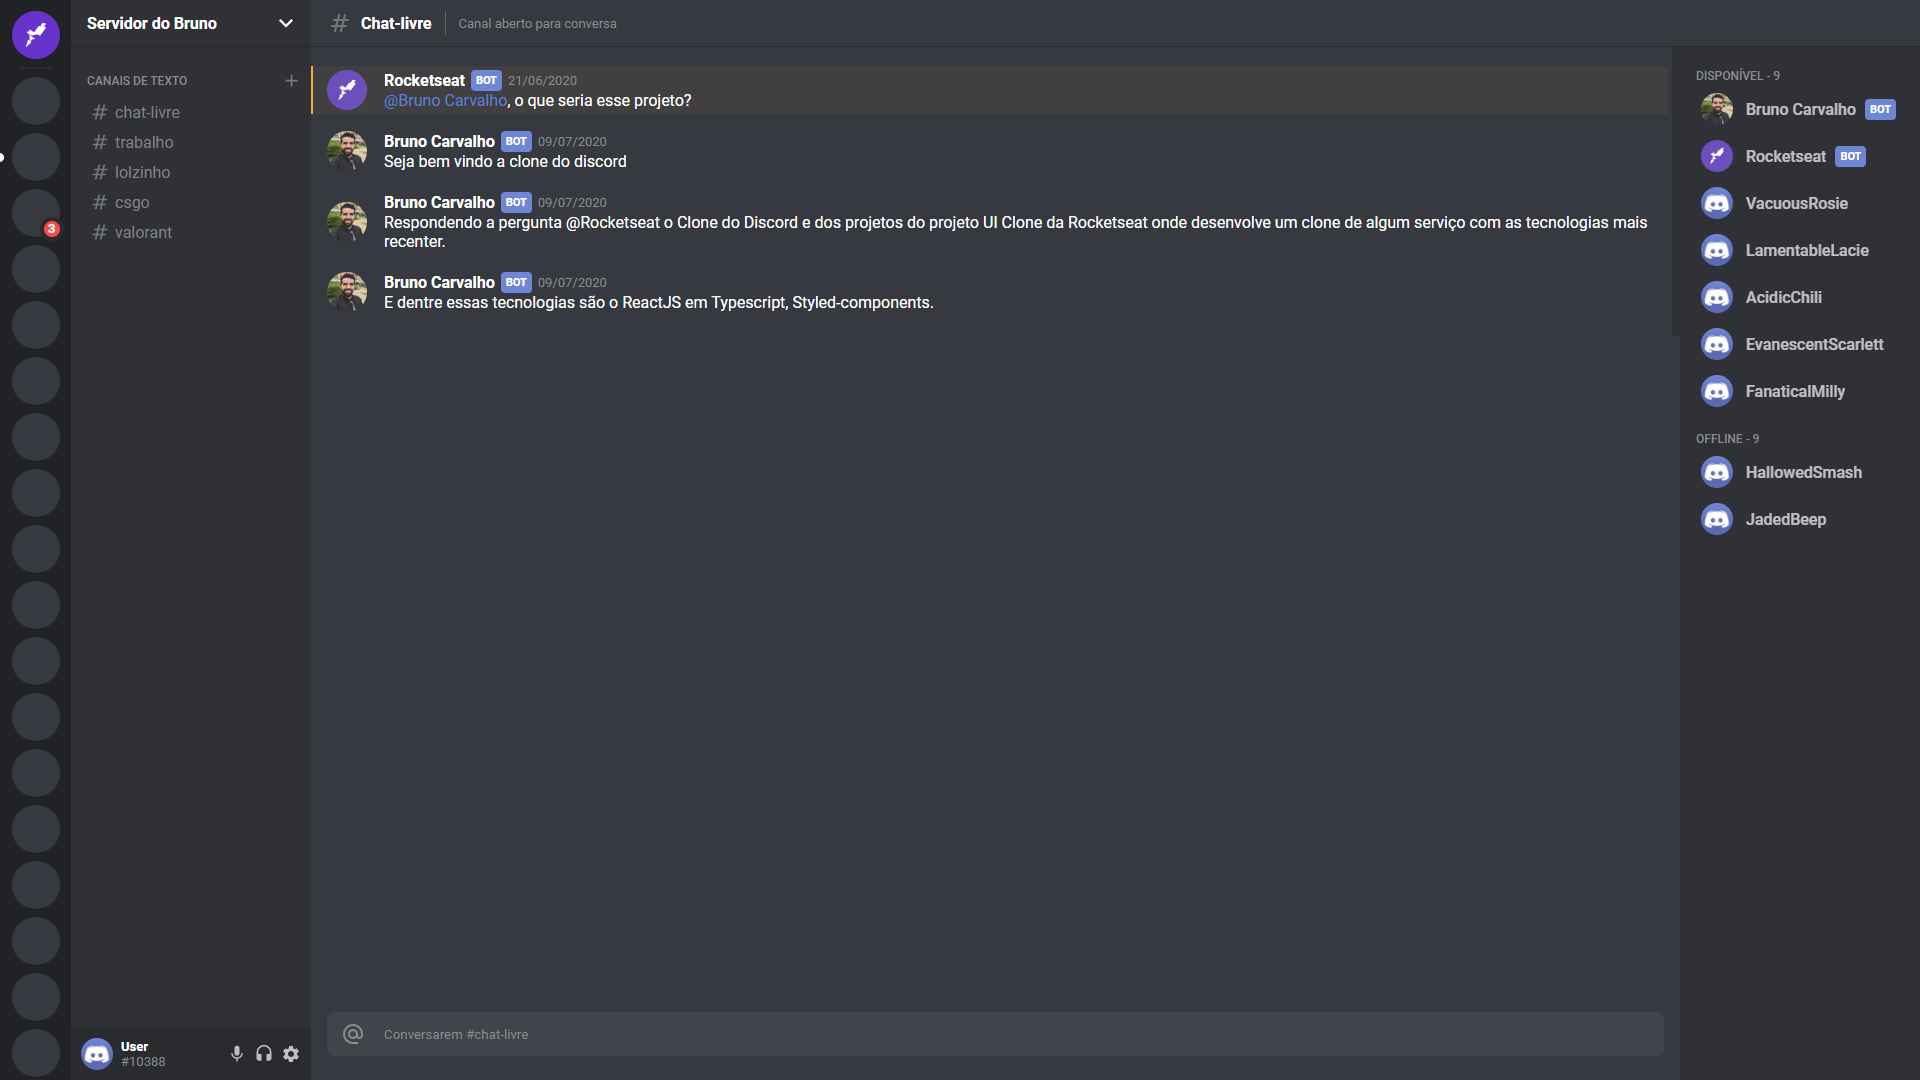 Servidor do Bruno
CANAIS DE TEXTO
# chat-livre
# trabalho
# lolzinho
# csgo
# valorant
3
User
#10388
# Chat-livre
Canal aberto para conversa
Rocketseat BOT 21/06/2020
@Bruno Carvalho, o que seria esse projeto?
Bruno Carvalho BOT 09/07/2020
Seja bem vindo a clone do discord
Bruno Carvalho BOT 09/07/2020
Respondendo a pergunta @Rocketseat o Clone do Discord e dos projetos do projeto UI Clone da Rocketseat onde desenvolve um clone de algum serviço com as tecnologias mais
recenter.
Bruno Carvalho BOT 09/07/2020
E dentre essas tecnologias são o ReactJS em Typescript, Styled-components.
@ Conversarem #chat-livre
DISPONÍVEL - 9
Bruno Carvalho BOT
Rocketseat BOT
VacuousRosie
LamentableLacie
AcidicChili
EvanescentScarlett
FanaticalMilly
OFFLINE - 9
HallowedSmash
JadedBeep